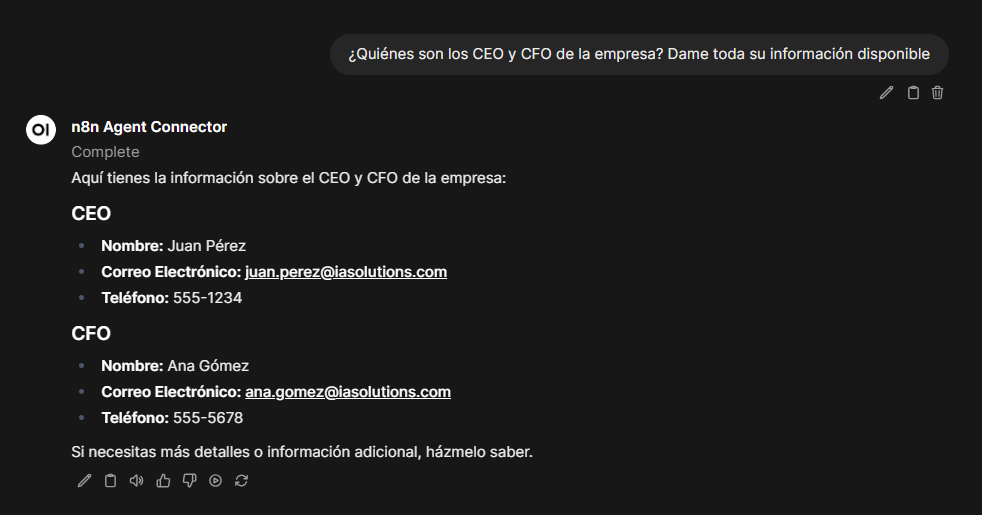 ¿Quiénes son los CEO y CFO de la empresa? Dame toda su información disponible
OI
n8n Agent Connector
Complete
Aquí tienes la información sobre el CEO y CFO de la empresa:
CEO
Nombre: Juan Pérez
Correo Electrónico: juan.perez@iasolutions.com
Teléfono: 555-1234
CFO
Nombre: Ana Gómez
Correo Electrónico: ana.gomez@iasolutions.com
Teléfono: 555-5678
Si necesitas más detalles o información adicional, házmelo saber.